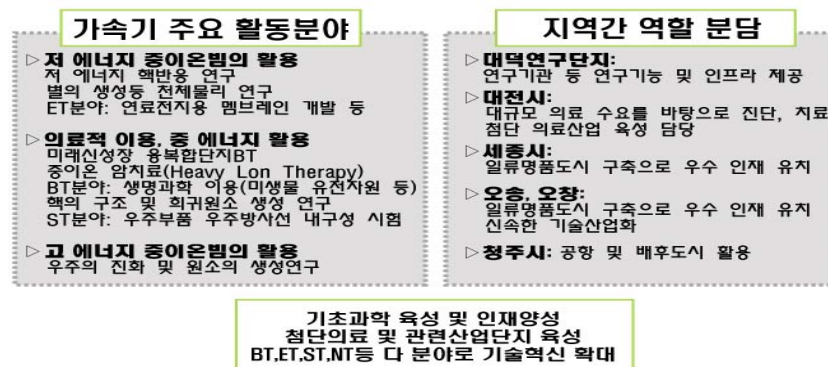 가속기 주요 활동분야
▷저 에너지 중이온빔의 활용
저 에너지 핵반응 연구
별의 생성등 전체물리 연구
ET분야: 연료전지용 멤브레인 개발 등
▷의료적 이용, 중 에너지 활용
미래신성장 융복합단지BT
중이온 암치료(Heavy Lon Therapy)
BT분야: 생명과학 이용(미생물 유전자원 등)
핵의 구조 및 희귀원소 생성 연구
ST분야: 우주부품 우주방사선 내구성 시험
▷고 에너지 중이온빔의 활용
우주의 진화 및 원소의 생성연구
지역간 역할 분담
▷대덕연구단지:
연구기관 등 연구기능 및 인프라 제공
▷대전시:
대규모 의료 수요를 바탕으로 진단, 치료
첨단 의료산업 육성 담당
▷세종시:
일류명품도시 구축으로 우수 인재 유치
▷오송, 오창:
일류명품도시 구축으로 우수 인재 유치
신속한 기술산업화
▷청주시: 공항 및 배후도시 활용
기초과학 육성 및 인재양성
첨단의료 및 관련산업단지 육성
BT,ET,ST,NT등 다 분야로 기술혁신 확대